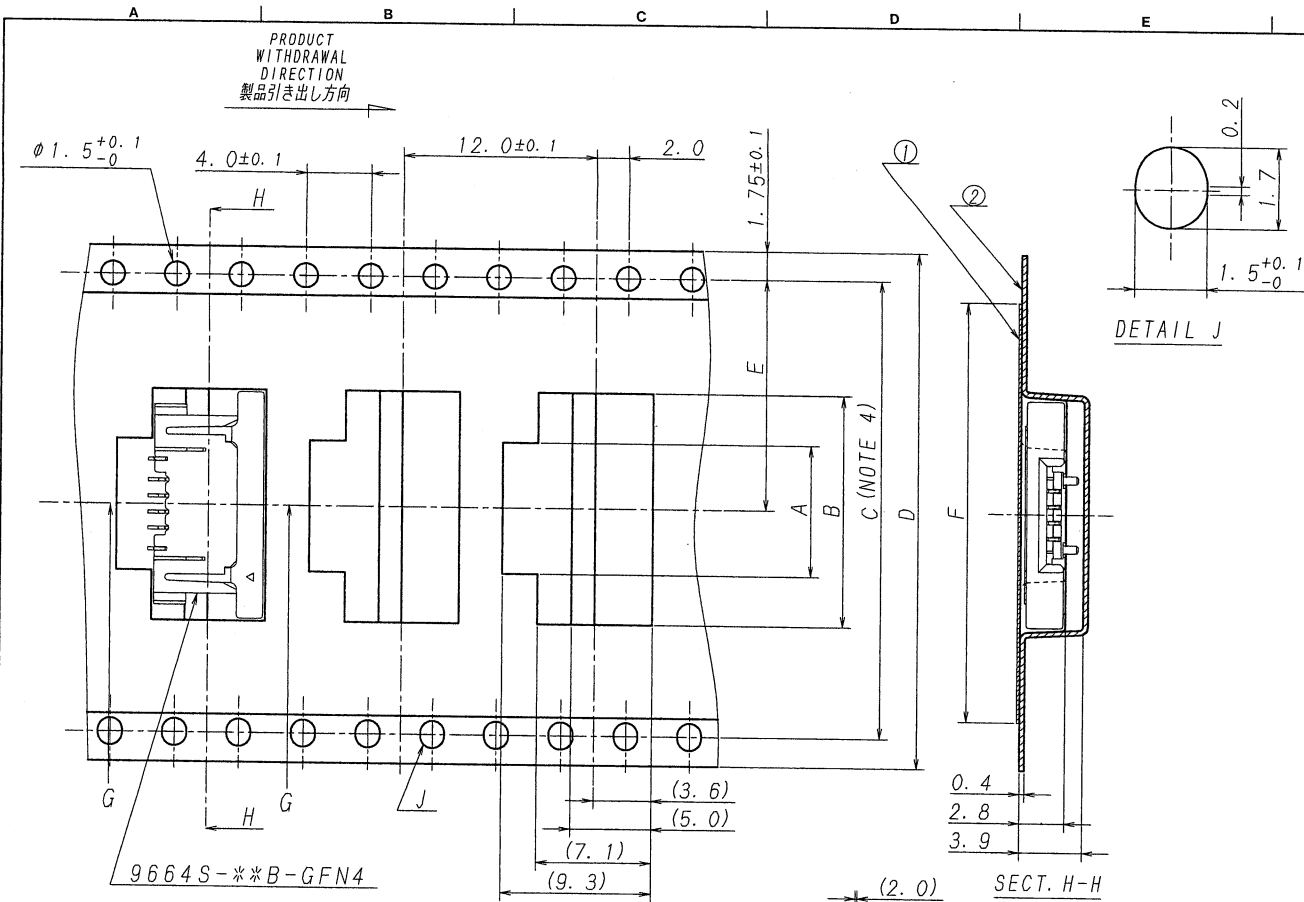 A B C D E
PRODUCT
WITHDRAWAL
DIRECTION
製品引き出し方向
φ1.5 +0.1 -0
4.0±0.1
12.0±0.1
2.0
1.75±0.1
①
②
0.2
1.7
1.5 +0.1 -0
DETAIL J
H
E
A
B
C (NOTE 4)
D
F
G
H
G
J
9664S-※※B-GFN4
(3.6)
(5.0)
(7.1)
(9.3)
(2.0)
0.4
2.8
3.9
SECT. H-H